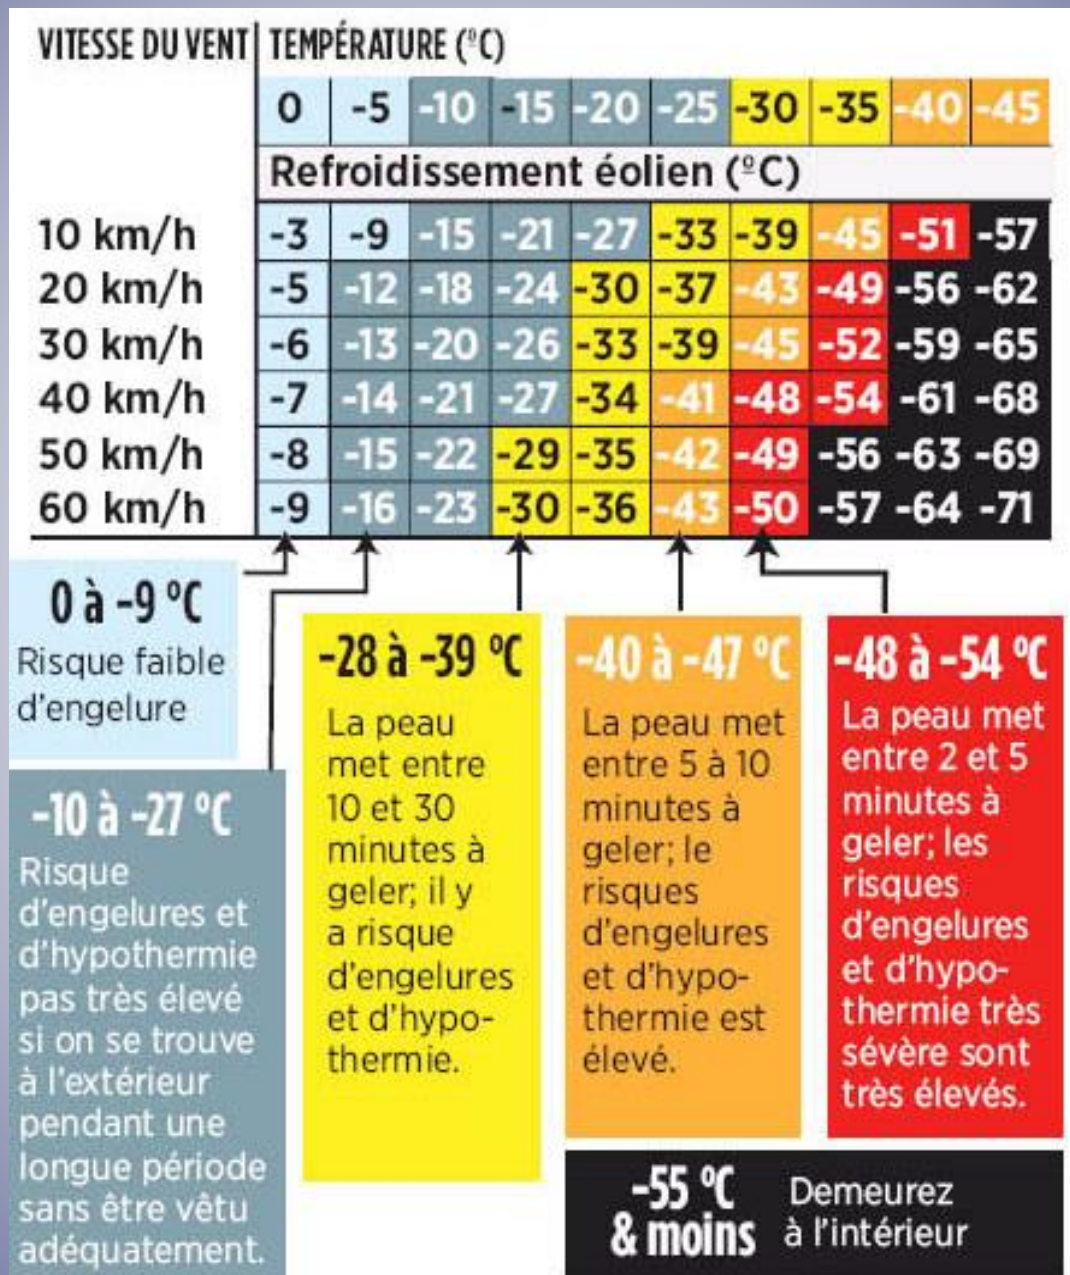 VITESSE DU VENT TEMPÉRATURE (ºC)
0 -5 -10 -15 -20 -25 -30 -35 -40 -45
Refroidissement éolien (ºC)
10 km/h -3 -9 -15 -21 -27 -33 -39 -45 -51 -57
20 km/h -5 -12 -18 -24 -30 -37 -43 -49 -56 -62
30 km/h -6 -13 -20 -26 -33 -39 -45 -52 -59 -65
40 km/h -7 -14 -21 -27 -34 -41 -48 -54 -61 -68
50 km/h -8 -15 -22 -29 -35 -42 -49 -56 -63 -69
60 km/h -9 -16 -23 -30 -36 -43 -50 -57 -64 -71
0 à -9 ºC
Risque faible
d'engelure
-10 à -27 ºC
Risque
d'engelures et
d'hypothermie
pas très élevé
si on se trouve
à l'extérieur
pendant une
longue période
sans être vêtu
adéquatement.
-28 à -39 ºC
La peau
met entre
10 et 30
minutes à
geler; il y
a risque
d'engelures
et d'hypo-
thermie.
-40 à -47 ºC
La peau met
entre 5 à 10
minutes à
geler; le
risques
d'engelures
et d'hypo-
thermie est
élevé.
-48 à -54 ºC
La peau met
entre 2 et 5
minutes à
geler; les
risques
d'engelures
et d'hypo-
thermie très
sévère sont
très élevés.
-55 ºC
& moins
Demeurez
à l'intérieur